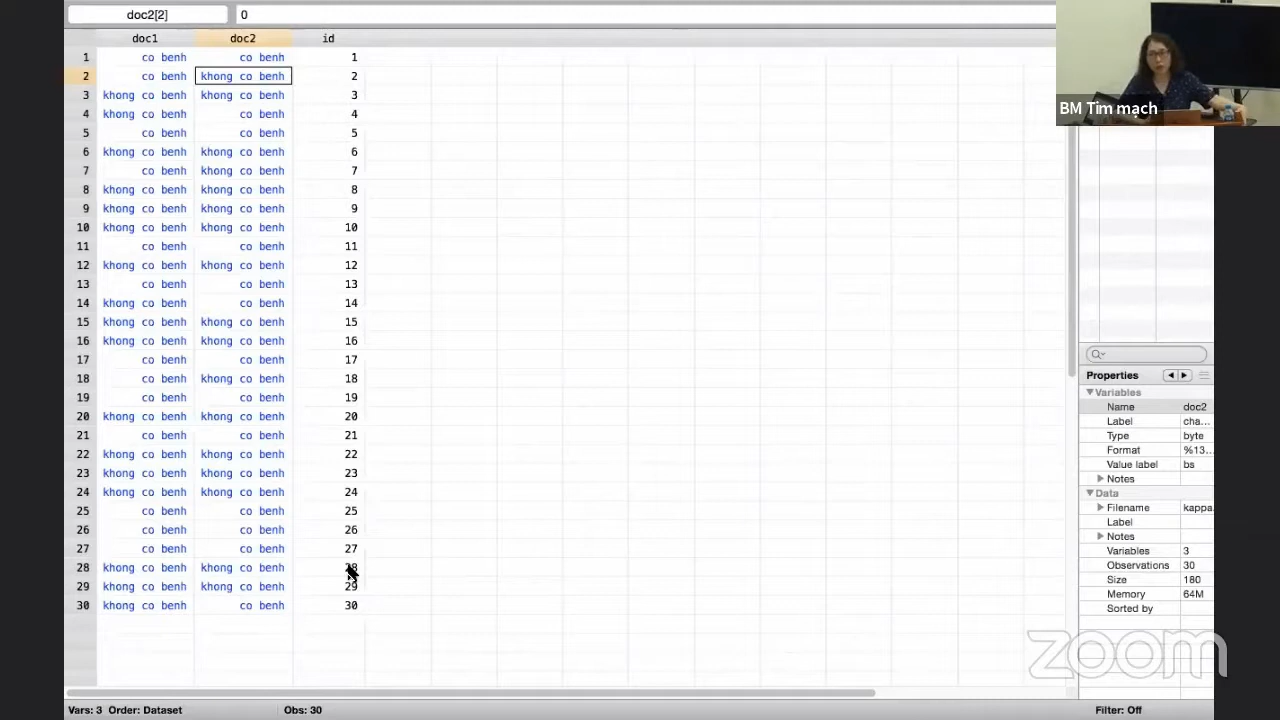 doc2[2] 0
doc1 doc2 id
1 co benh co benh 1
2 co benh khong co benh 2
3 khong co benh khong co benh 3
4 khong co benh co benh 4
5 co benh co benh 5
6 khong co benh khong co benh 6
7 co benh khong co benh 7
8 khong co benh khong co benh 8
9 khong co benh khong co benh 9
10 khong co benh khong co benh 10
11 co benh co benh 11
12 khong co benh khong co benh 12
13 co benh co benh 13
14 khong co benh co benh 14
15 khong co benh khong co benh 15
16 khong co benh khong co benh 16
17 co benh co benh 17
18 co benh khong co benh 18
19 co benh co benh 19
20 khong co benh khong co benh 20
21 co benh co benh 21
22 khong co benh khong co benh 22
23 khong co benh khong co benh 23
24 khong co benh khong co benh 24
25 co benh co benh 25
26 co benh co benh 26
27 co benh co benh 27
28 khong co benh khong co benh 28
29 khong co benh khong co benh 29
30 khong co benh co benh 30
Vars: 3 Order: Dataset Obs: 30 Filter: Off
BM Tim mạch
Properties
Variables
Name doc2
Label cha...
Type byte
Format %13...
Value label bs
Notes
Data
Filename kappa.
Label
Notes
Variables 3
Observations 30
Size 180
Memory 64M
Sorted by
zoom